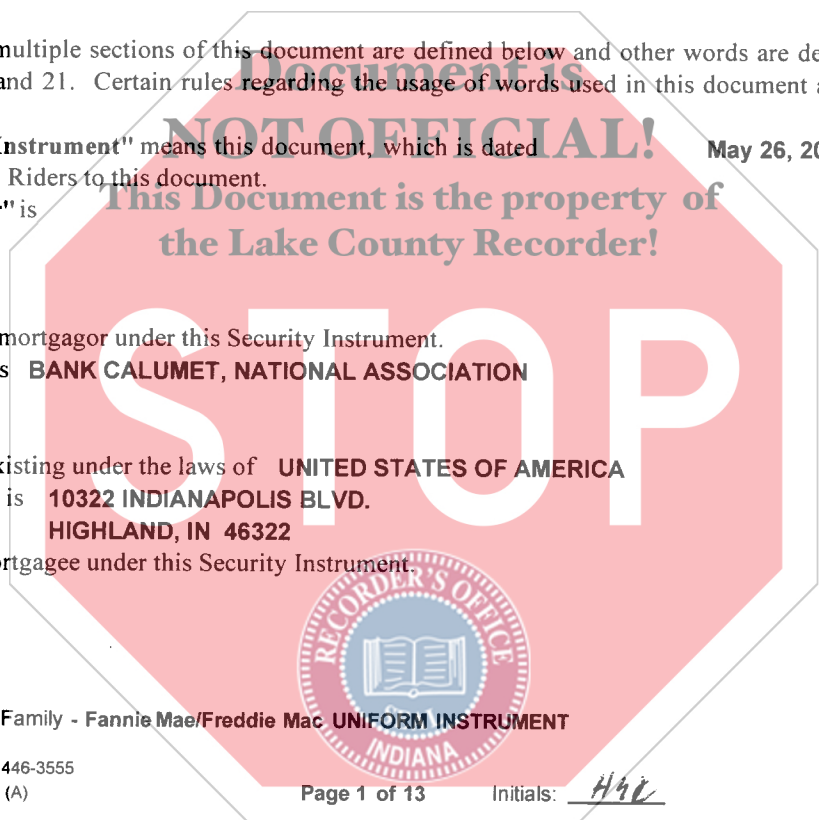 multiple sections of this document are defined below and other words are de
and 21. Certain rules regarding the usage of words used in this document a
Document is
NOT OFFICIAL!
This Document is the property of
the Lake County Recorder!
Instrument" means this document, which is dated May 26, 20
Riders to this document.
" is
STOP
mortgagor under this Security Instrument.
s BANK CALUMET, NATIONAL ASSOCIATION
xisting under the laws of UNITED STATES OF AMERICA
is 10322 INDIANAPOLIS BLVD.
HIGHLAND, IN 46322
ortgagee under this Security Instrument.
RECORDER'S OFFICE
SEAL
INDIANA
Family - Fannie Mae/Freddie Mac UNIFORM INSTRUMENT
446-3555
(A)
Page 1 of 13 Initials: